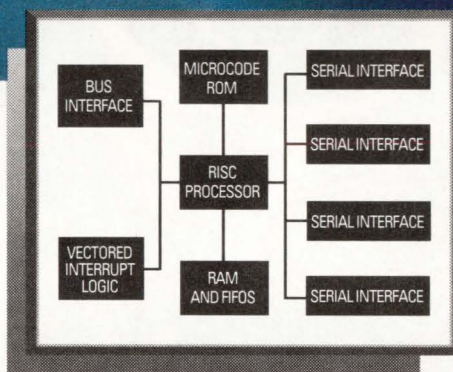 BUS
INTERFACE
MICROCODE
ROM
SERIAL INTERFACE
SERIAL INTERFACE
RISC
PROCESSOR
SERIAL INTERFACE
VECTORED
INTERRUPT
LOGIC
RAM
AND FIFOS
SERIAL INTERFACE